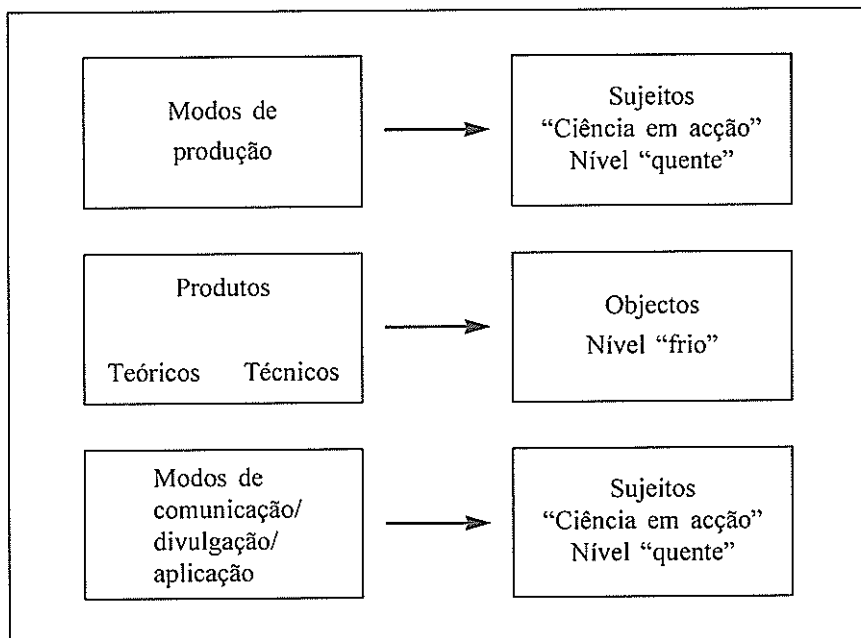 Modos de
produção
Sujeitos
“Ciência em acção”
Nível “quente”
Produtos
Teóricos Técnicos
Objectos
Nível “frio”
Modos de
comunicação/
divulgação/
aplicação
Sujeitos
“Ciência em acção”
Nível “quente”